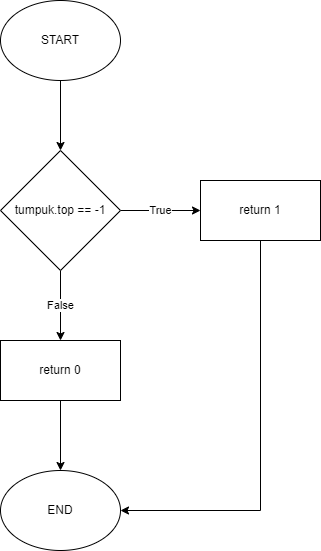 START
tumpuk.top == -1
True
return 1
False
return 0
END